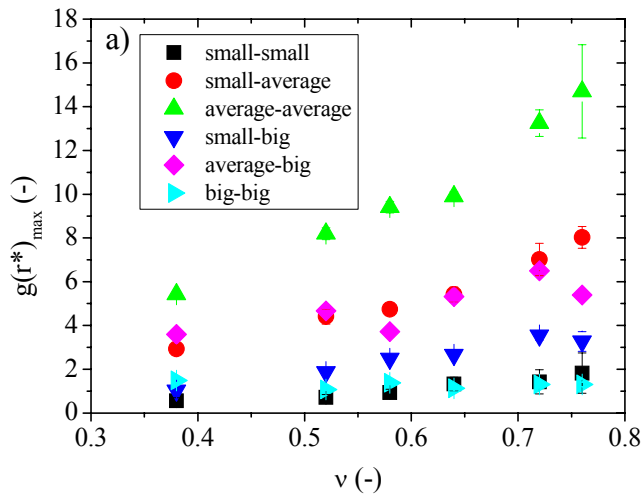 a)
small-small
small-average
average-average
small-big
average-big
big-big
18
16
14
12
10
8
6
4
2
0
g(r*)max (-)
0.3 0.4 0.5 0.6 0.7 0.8
ν (-)